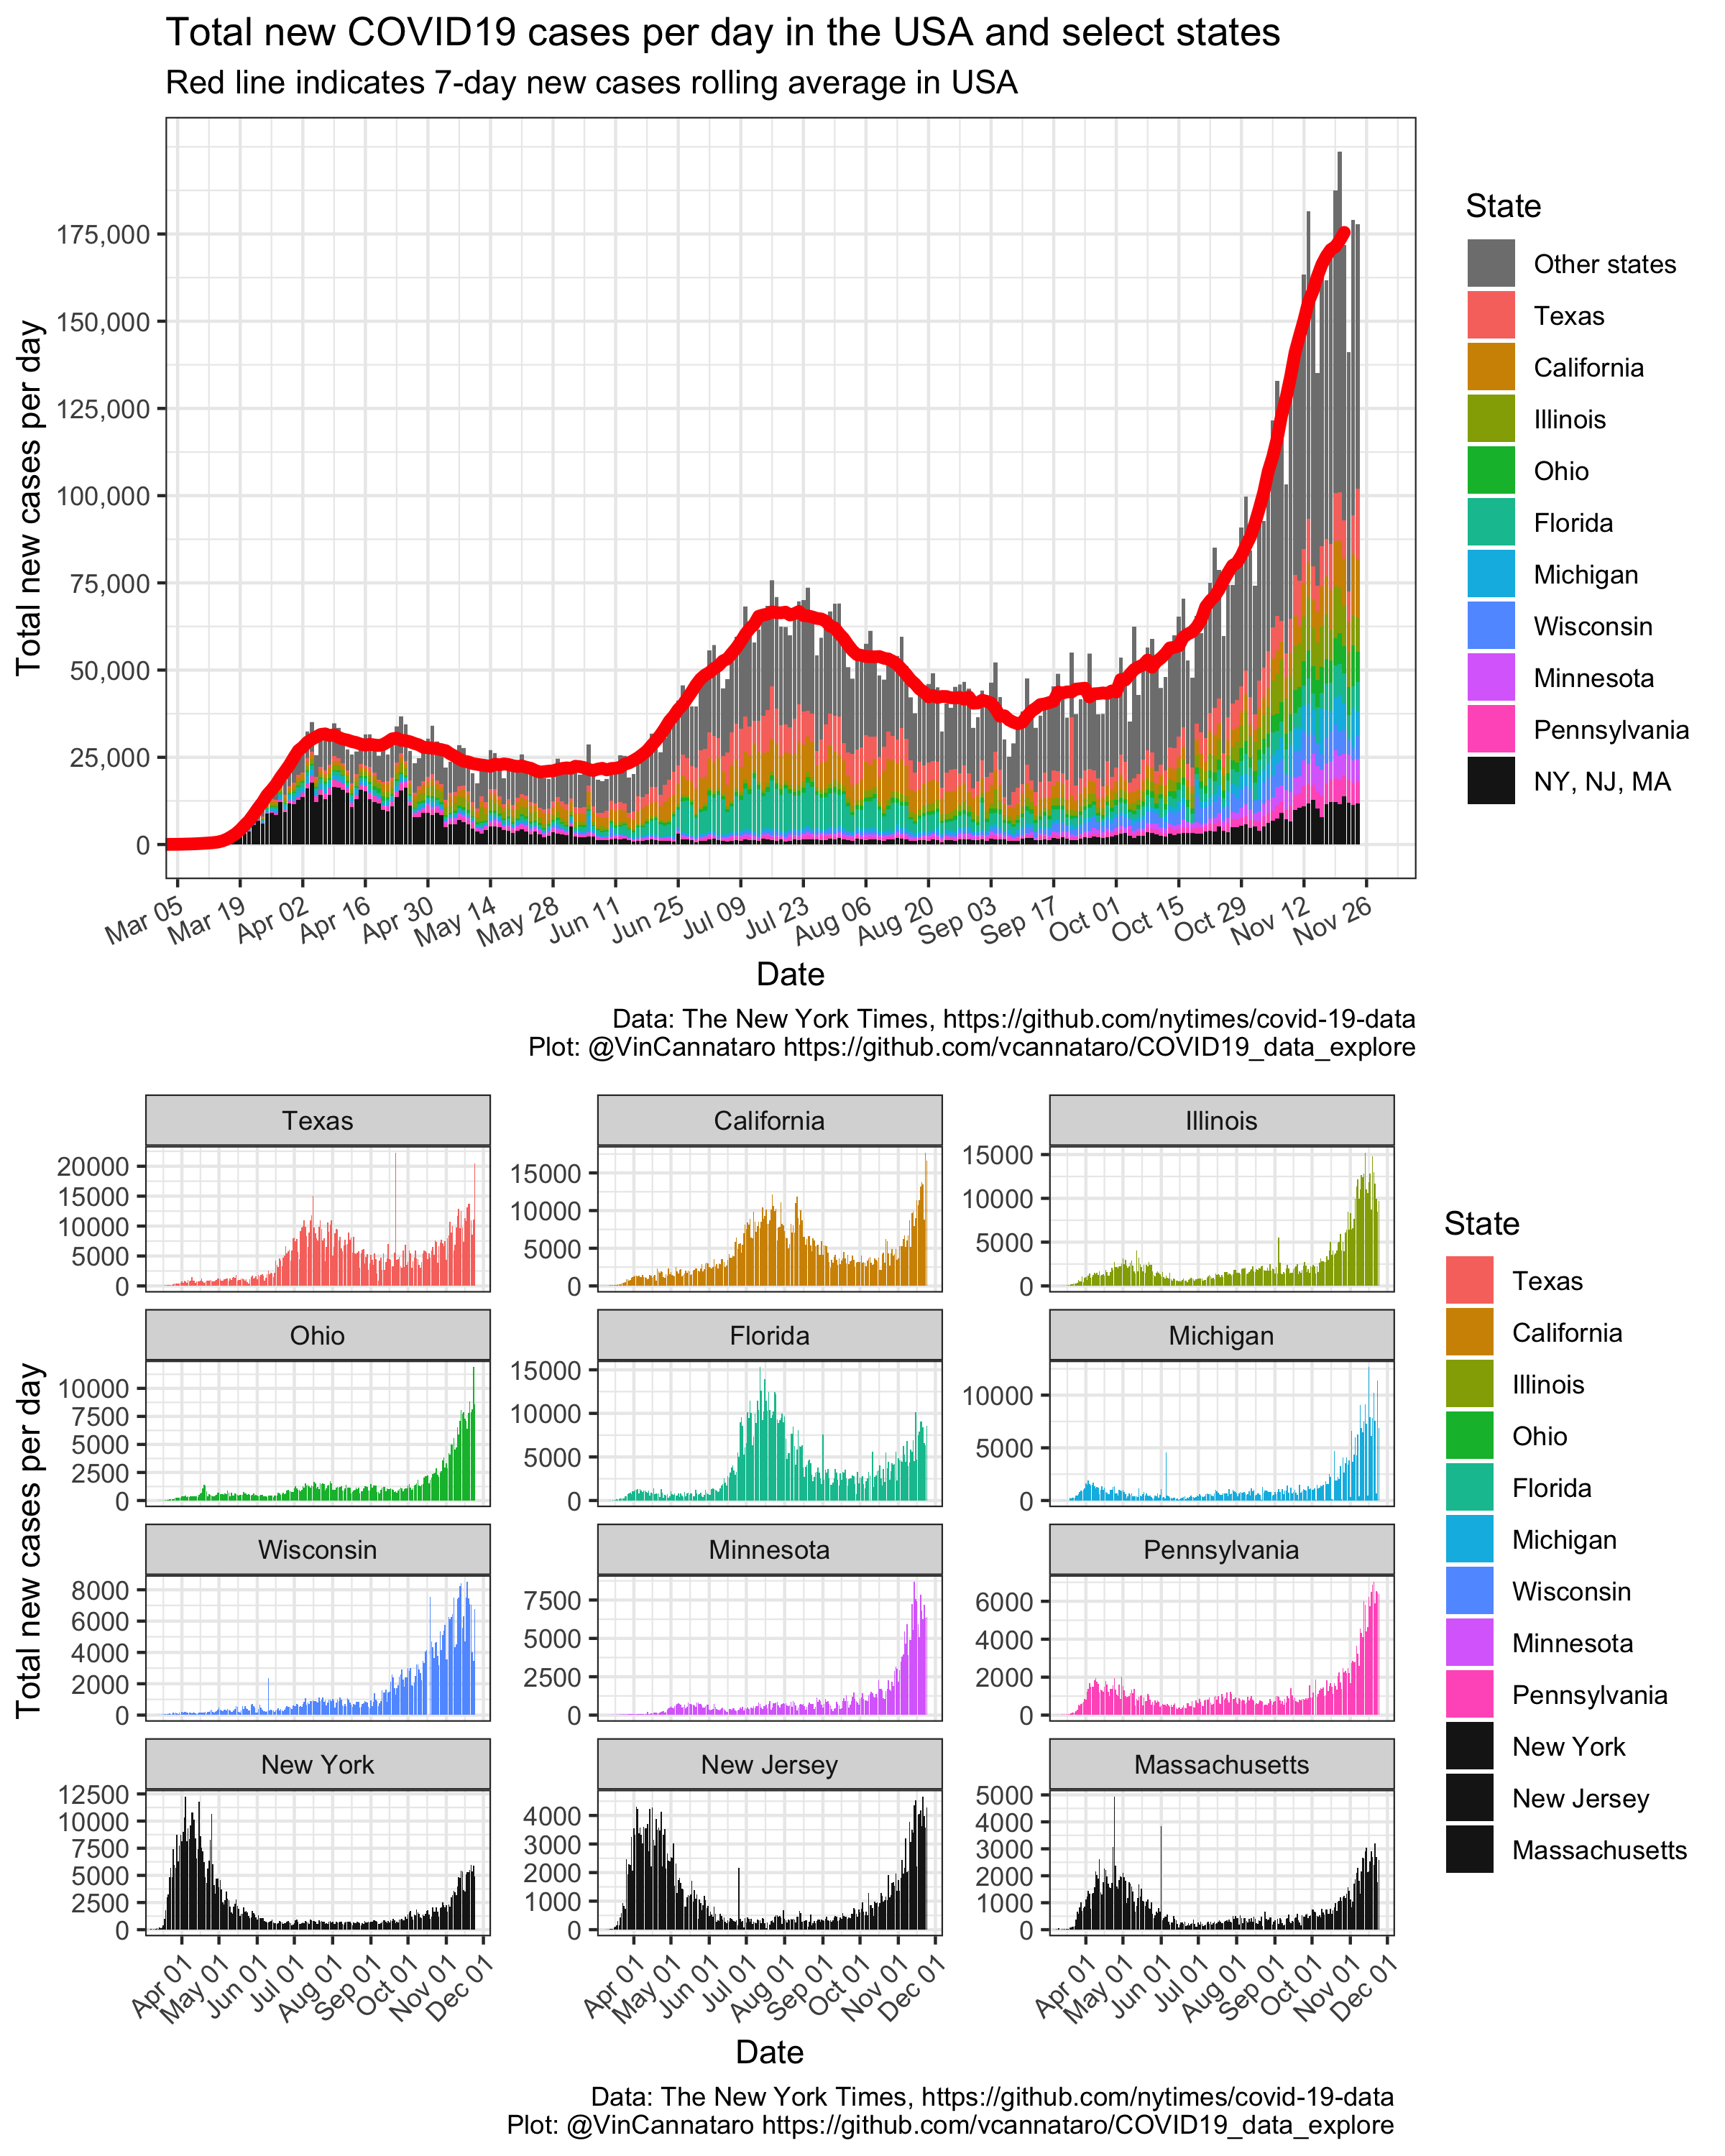 Total new COVID19 cases per day in the USA and select states
Red line indicates 7-day new cases rolling average in USA
Total new cases per day
175,000
150,000
125,000
100,000
75,000
50,000
25,000
0
Mar 05
Mar 19
Apr 02
Apr 16
Apr 30
May 14
May 28
Jun 11
Jun 25
Jul 09
Jul 23
Aug 06
Aug 20
Sep 03
Sep 17
Oct 01
Oct 15
Oct 29
Nov 12
Nov 26
Date
State
Other states
Texas
California
Illinois
Ohio
Florida
Michigan
Wisconsin
Minnesota
Pennsylvania
NY, NJ, MA
Data: The New York Times, https://github.com/nytimes/covid-19-data
Plot: @VinCannataro https://github.com/vcannataro/COVID19_data_explore
Total new cases per day
Texas
20000
15000
10000
5000
0
California
15000
10000
5000
0
Illinois
15000
10000
5000
0
Ohio
10000
7500
5000
2500
0
Florida
15000
10000
5000
0
Michigan
10000
5000
0
Wisconsin
8000
6000
4000
2000
0
Minnesota
7500
5000
2500
0
Pennsylvania
6000
4000
2000
0
New York
12500
10000
7500
5000
2500
0
New Jersey
4000
3000
2000
1000
0
Massachusetts
5000
4000
3000
2000
1000
0
Apr 01
May 01
Jun 01
Jul 01
Aug 01
Sep 01
Oct 01
Nov 01
Dec 01
Apr 01
May 01
Jun 01
Jul 01
Aug 01
Sep 01
Oct 01
Nov 01
Dec 01
Apr 01
May 01
Jun 01
Jul 01
Aug 01
Sep 01
Oct 01
Nov 01
Dec 01
Date
State
Texas
California
Illinois
Ohio
Florida
Michigan
Wisconsin
Minnesota
Pennsylvania
New York
New Jersey
Massachusetts
Data: The New York Times, https://github.com/nytimes/covid-19-data
Plot: @VinCannataro https://github.com/vcannataro/COVID19_data_explore